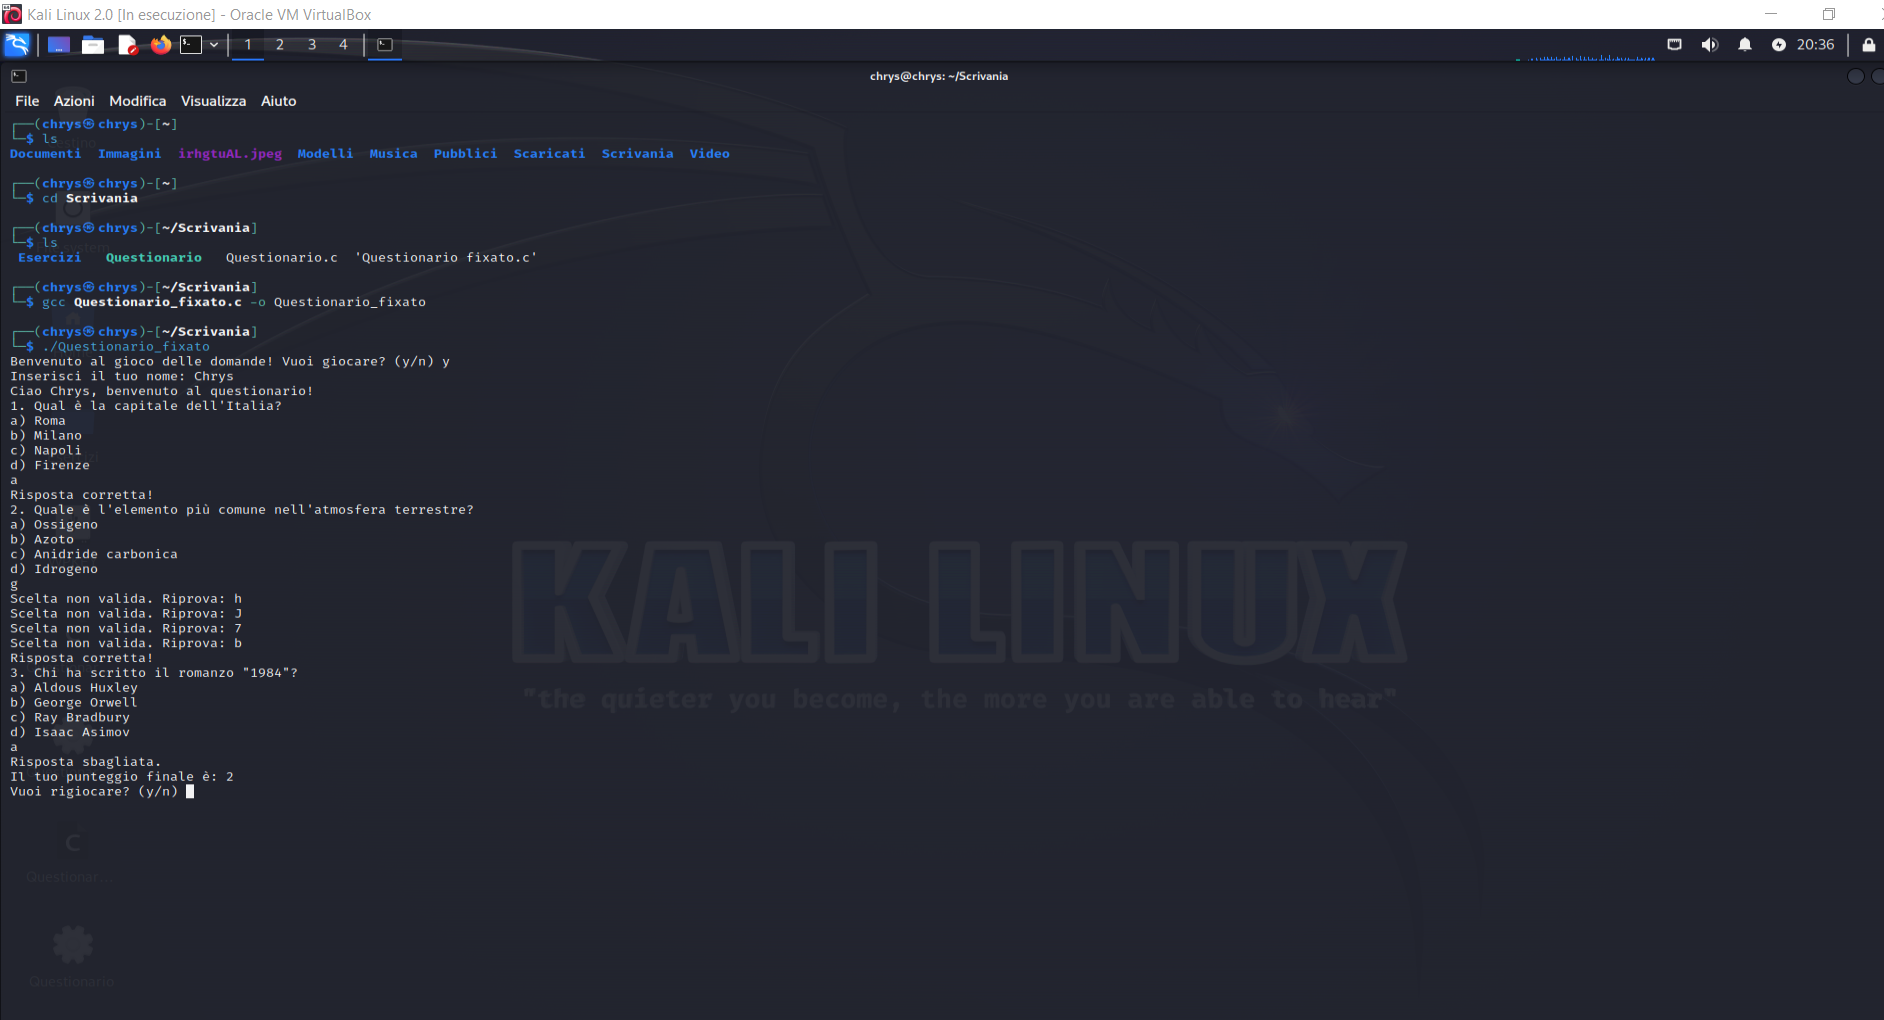 Kali Linux 2.0 [In esecuzione] - Oracle VM VirtualBox
1 2 3 4
20:36
chrys@chrys: ~/Scrivania
File Azioni Modifica Visualizza Aiuto
┌──(chrys㉿chrys)-[~]
└─$ ls
Documenti Immagini irhgtuAL.jpeg Modelli Musica Pubblici Scaricati Scrivania Video
┌──(chrys㉿chrys)-[~]
└─$ cd Scrivania
┌──(chrys㉿chrys)-[~/Scrivania]
└─$ ls
Esercizi Questionario Questionario.c 'Questionario fixato.c'
┌──(chrys㉿chrys)-[~/Scrivania]
└─$ gcc Questionario_fixato.c -o Questionario_fixato
┌──(chrys㉿chrys)-[~/Scrivania]
└─$ ./Questionario_fixato
Benvenuto al gioco delle domande! Vuoi giocare? (y/n) y
Inserisci il tuo nome: Chrys
Ciao Chrys, benvenuto al questionario!
1. Qual è la capitale dell'Italia?
a) Roma
b) Milano
c) Napoli
d) Firenze
a
Risposta corretta!
2. Quale è l'elemento più comune nell'atmosfera terrestre?
a) Ossigeno
b) Azoto
c) Anidride carbonica
d) Idrogeno
g
Scelta non valida. Riprova: h
Scelta non valida. Riprova: J
Scelta non valida. Riprova: 7
Scelta non valida. Riprova: b
Risposta corretta!
3. Chi ha scritto il romanzo "1984"?
a) Aldous Huxley
b) George Orwell
c) Ray Bradbury
d) Isaac Asimov
a
Risposta sbagliata.
Il tuo punteggio finale è: 2
Vuoi rigiocare? (y/n)
KALI LINUX
"the quieter you become, the more you are able to hear"
C
Questionar...
Questionario